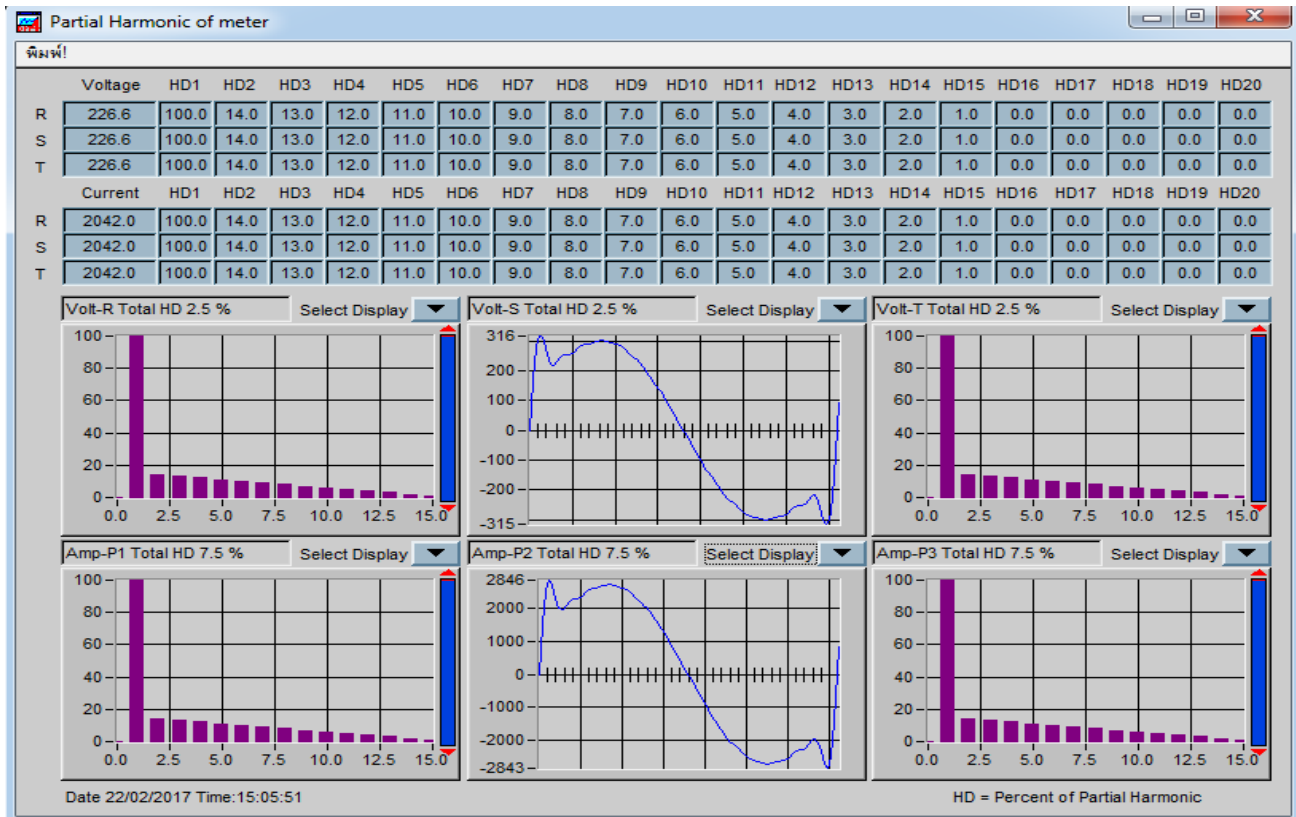 Partial Harmonic of meter
พิมพ์!
Voltage HD1 HD2 HD3 HD4 HD5 HD6 HD7 HD8 HD9 HD10 HD11 HD12 HD13 HD14 HD15 HD16 HD17 HD18 HD19 HD20
R 226.6 100.0 14.0 13.0 12.0 11.0 10.0 9.0 8.0 7.0 6.0 5.0 4.0 3.0 2.0 1.0 0.0 0.0 0.0 0.0 0.0
S 226.6 100.0 14.0 13.0 12.0 11.0 10.0 9.0 8.0 7.0 6.0 5.0 4.0 3.0 2.0 1.0 0.0 0.0 0.0 0.0 0.0
T 226.6 100.0 14.0 13.0 12.0 11.0 10.0 9.0 8.0 7.0 6.0 5.0 4.0 3.0 2.0 1.0 0.0 0.0 0.0 0.0 0.0
Current HD1 HD2 HD3 HD4 HD5 HD6 HD7 HD8 HD9 HD10 HD11 HD12 HD13 HD14 HD15 HD16 HD17 HD18 HD19 HD20
R 2042.0 100.0 14.0 13.0 12.0 11.0 10.0 9.0 8.0 7.0 6.0 5.0 4.0 3.0 2.0 1.0 0.0 0.0 0.0 0.0 0.0
S 2042.0 100.0 14.0 13.0 12.0 11.0 10.0 9.0 8.0 7.0 6.0 5.0 4.0 3.0 2.0 1.0 0.0 0.0 0.0 0.0 0.0
T 2042.0 100.0 14.0 13.0 12.0 11.0 10.0 9.0 8.0 7.0 6.0 5.0 4.0 3.0 2.0 1.0 0.0 0.0 0.0 0.0 0.0
Volt-R Total HD 2.5 % Select Display
100
80
60
40
20
0
0.0 2.5 5.0 7.5 10.0 12.5 15.0
Volt-S Total HD 2.5 % Select Display
316
200
100
0
-100
-200
-315
Volt-T Total HD 2.5 % Select Display
100
80
60
40
20
0
0.0 2.5 5.0 7.5 10.0 12.5 15.0
Amp-P1 Total HD 7.5 % Select Display
100
80
60
40
20
0
0.0 2.5 5.0 7.5 10.0 12.5 15.0
Amp-P2 Total HD 7.5 % Select Display
2846
2000
1000
0
-1000
-2000
-2843
Amp-P3 Total HD 7.5 % Select Display
100
80
60
40
20
0
0.0 2.5 5.0 7.5 10.0 12.5 15.0
Date 22/02/2017 Time:15:05:51
HD = Percent of Partial Harmonic